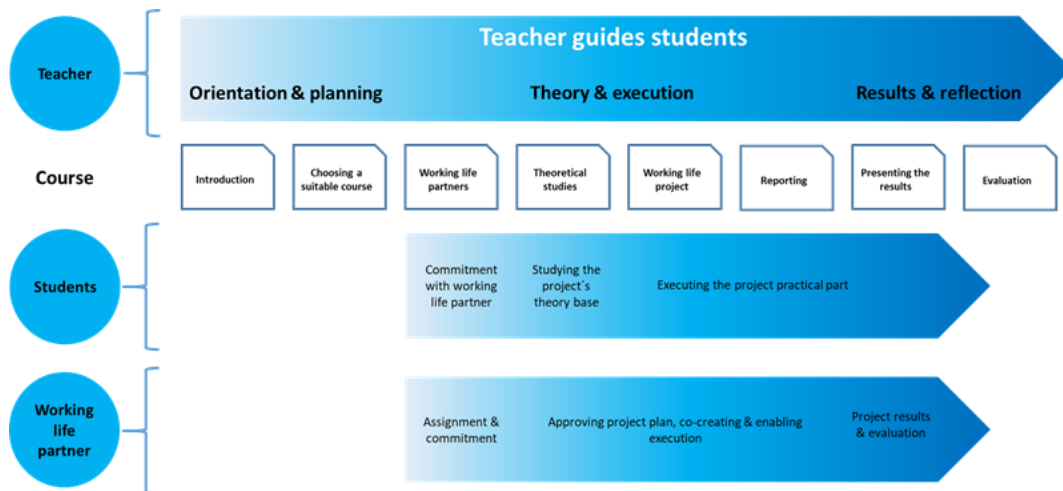 Teacher
Teacher guides students
Orientation & planning
Theory & execution
Results & reflection
Course
Introduction
Choosing a
suitable course
Working life
partners
Theoretical
studies
Working life
project
Reporting
Presenting the
results
Evaluation
Students
Commitment
with working
life partner
Studying the
project´s
theory base
Executing the project practical part
Working
life
partner
Assignment &
commitment
Approving project plan, co-creating & enabling
execution
Project results
& evaluation